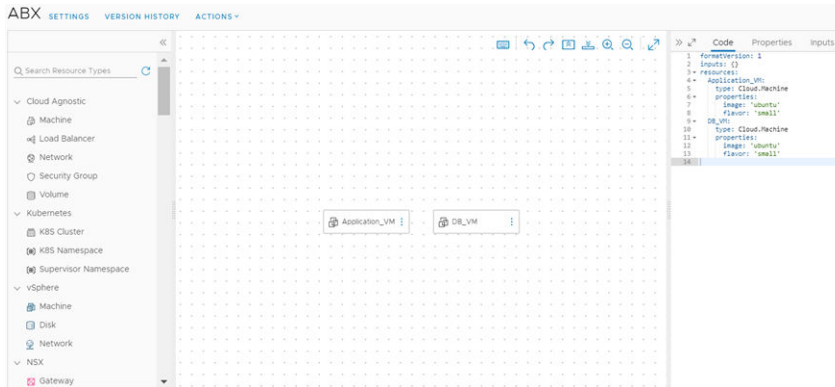 ABX SETTINGS VERSION HISTORY ACTIONS
Search Resource Types
Cloud Agnostic
Machine
Load Balancer
Network
Security Group
Volume
Kubernetes
K8S Cluster
K8S Namespace
Supervisor Namespace
vSphere
Machine
Disk
Network
NSX
Gateway
Application_VM
DB_VM
Code Properties Inputs
1 formatVersion: 1
2 inputs: {}
3 resources:
4 Application_VM:
5 type: Cloud.Machine
6 properties:
7 image: 'ubuntu'
8 flavor: 'small'
9 DB_VM:
10 type: Cloud.Machine
11 properties:
12 image: 'ubuntu'
13 flavor: 'small'
14